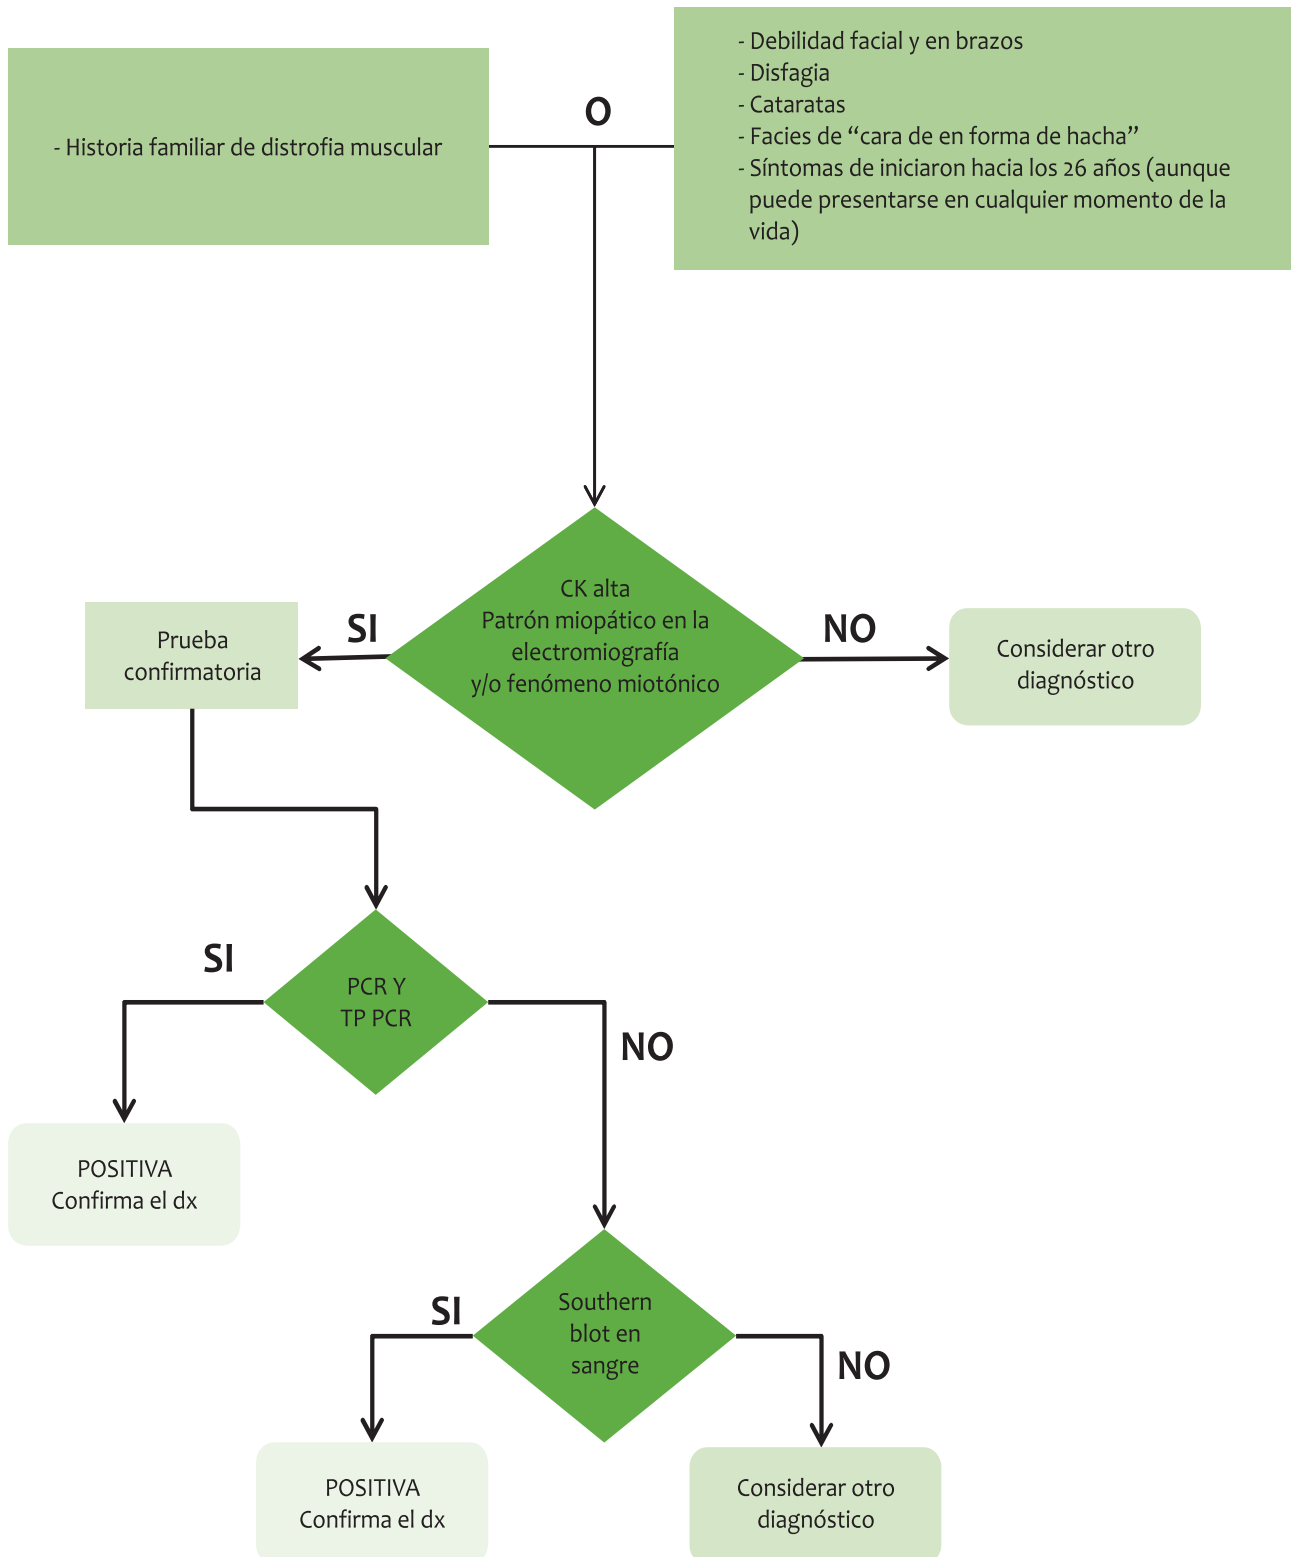 - Historia familiar de distrofia muscular
O
- Debilidad facial y en brazos
- Disfagia
- Cataratas
- Facies de “cara de en forma de hacha”
- Síntomas de iniciaron hacia los 26 años (aunque
puede presentarse en cualquier momento de la
vida)
CK alta
Patrón miopático en la
electromiografía
y/o fenómeno miotónico
SI
NO
Prueba
confirmatoria
Considerar otro
diagnóstico
PCR Y
TP PCR
SI
NO
POSITIVA
Confirma el dx
Southern
blot en
sangre
SI
NO
POSITIVA
Confirma el dx
Considerar otro
diagnóstico